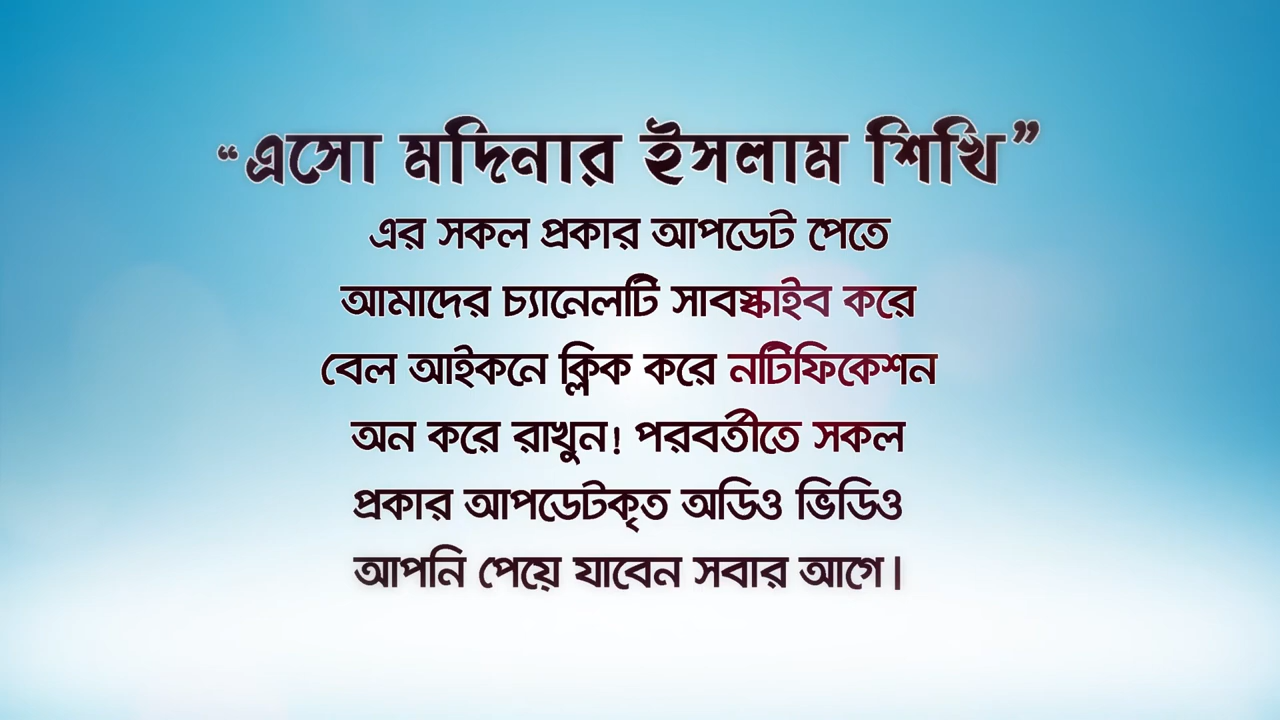 “এসো মদিনার ইসলাম শিখি”
এর সকল প্রকার আপডেট পেতে
আমাদের চ্যানেলটি সাবস্কাইব করে
বেল আইকনে ক্লিক করে নটিফিকেশন
অন করে রাখুন! পরবর্তীতে সকল
প্রকার আপডেটকৃত অডিও ভিডিও
আপনি পেয়ে যাবেন সবার আগে।